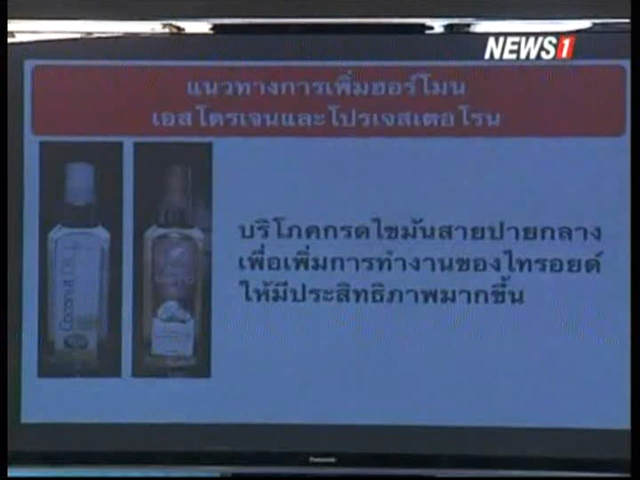 NEWS1
แนวทางการเพิ่มฮอร์โมน
เอสโตรเจนและโปรเจสเตอโรน
บริโภคกรดไขมันสายปายกลาง
เพื่อเพิ่มการทำงานของไทรอยด์
ให้มีประสิทธิภาพมากขึ้น
Coconut Oil
Panasonic